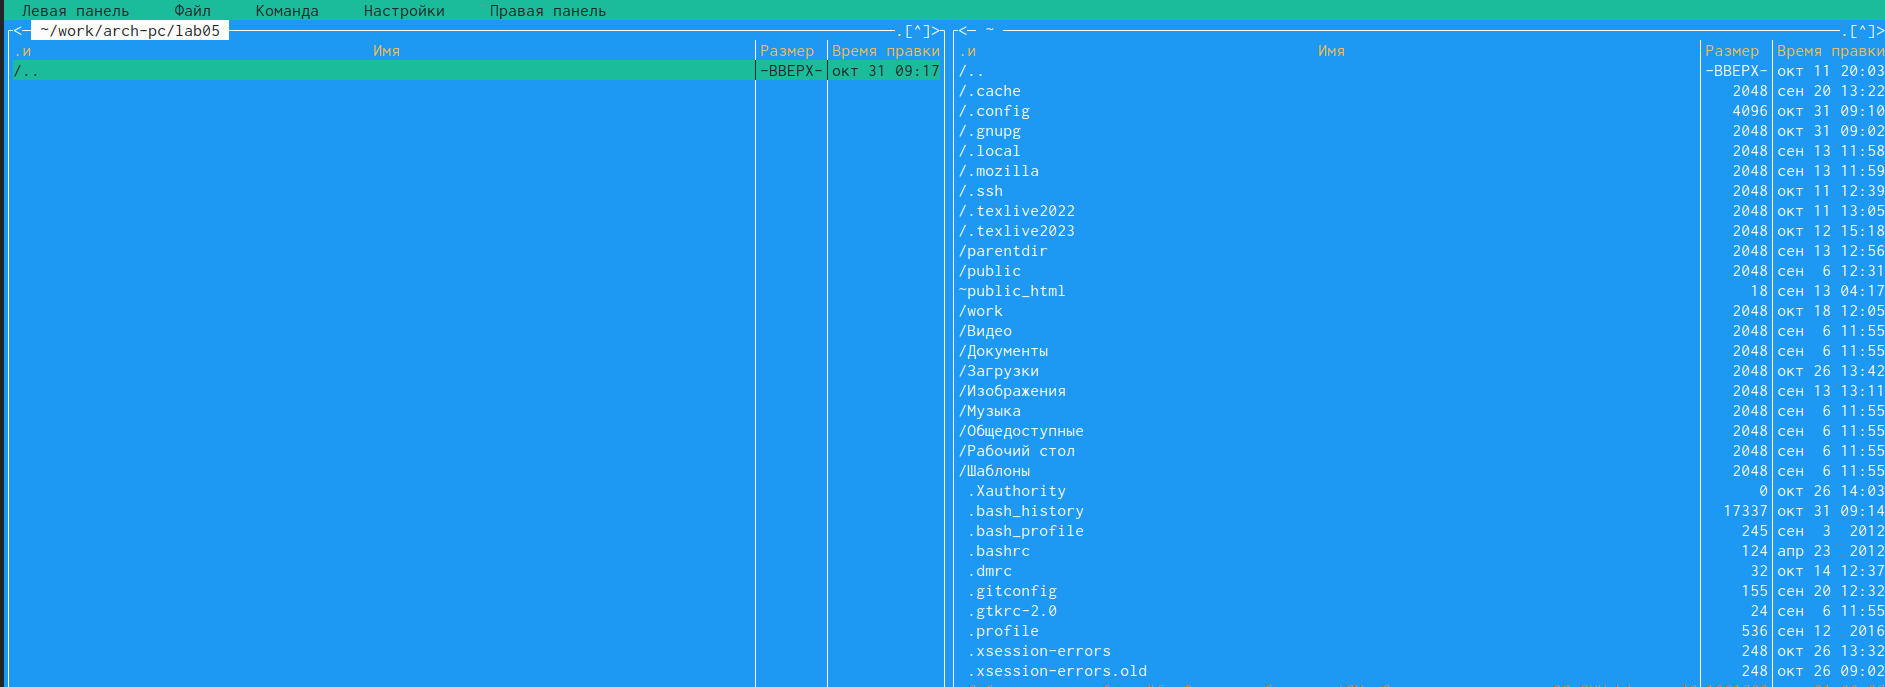 Левая панель Файл Команда Настройки Правая панель
<─ ~/work/arch-pc/lab05 .[^]>
.и Имя Размер Время правки
/.. -ВВЕРХ- окт 31 09:17
<─ ~ .[^]>
.и Имя Размер Время правки
/.. -ВВЕРХ- окт 11 20:03
/.cache 2048 сен 20 13:22
/.config 4096 окт 31 09:10
/.gnupg 2048 окт 31 09:02
/.local 2048 сен 13 11:58
/.mozilla 2048 сен 13 11:59
/.ssh 2048 окт 11 12:39
/.texlive2022 2048 окт 11 13:05
/.texlive2023 2048 окт 12 15:18
/parentdir 2048 сен 13 12:56
/public 2048 сен 6 12:31
~public_html 18 сен 13 04:17
/work 2048 окт 18 12:05
/Видео 2048 сен 6 11:55
/Документы 2048 сен 6 11:55
/Загрузки 2048 окт 26 13:42
/Изображения 2048 сен 13 13:11
/Музыка 2048 сен 6 11:55
/Общедоступные 2048 сен 6 11:55
/Рабочий стол 2048 сен 6 11:55
/Шаблоны 2048 сен 6 11:55
.Xauthority 0 окт 26 14:03
.bash_history 17337 окт 31 09:14
.bash_profile 245 сен 3 2012
.bashrc 124 апр 23 2012
.dmrc 32 окт 14 12:37
.gitconfig 155 сен 20 12:32
.gtkrc-2.0 24 сен 6 11:55
.profile 536 сен 12 2016
.xsession-errors 248 окт 26 13:32
.xsession-errors.old 248 окт 26 09:02